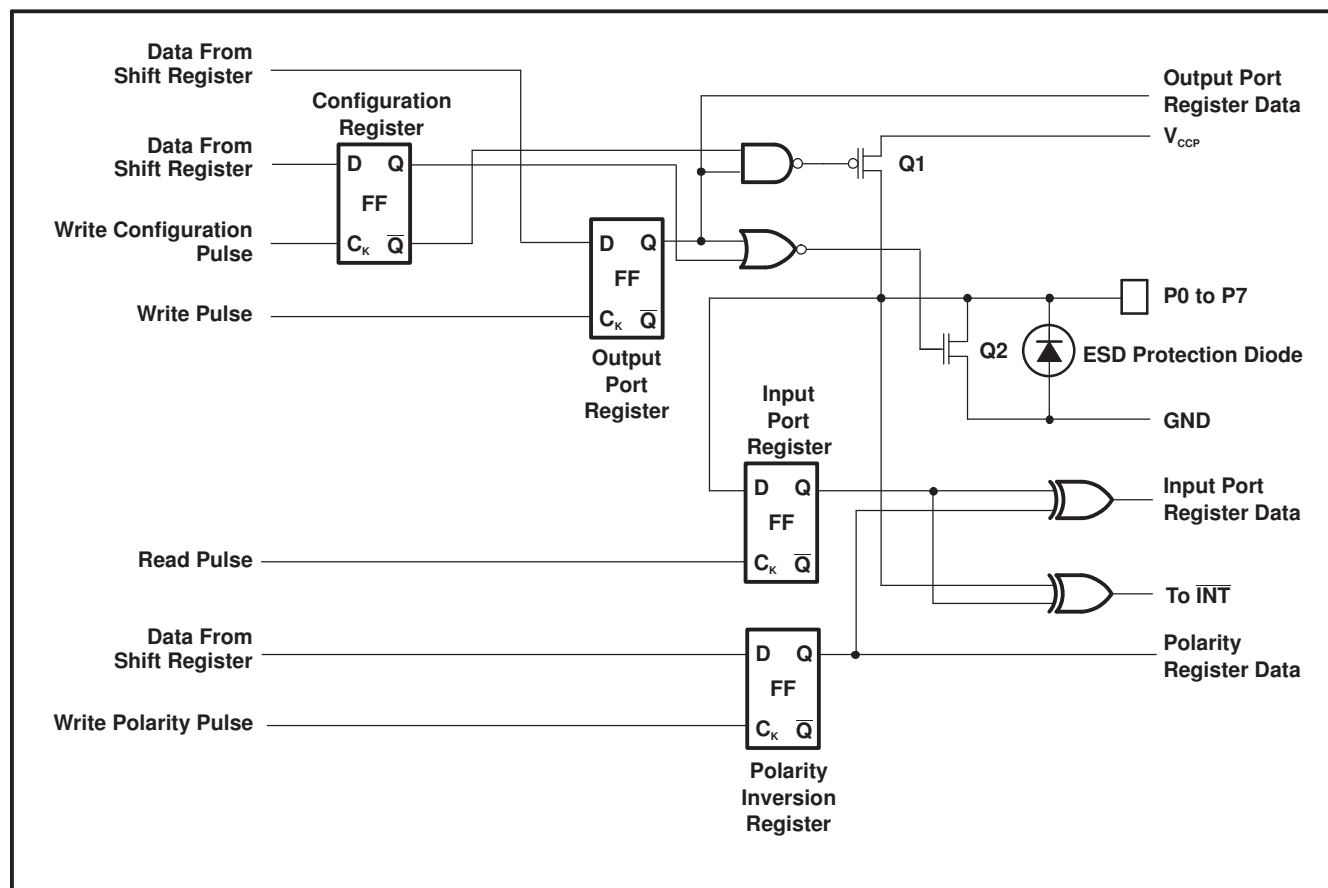 Data From
Shift Register
Configuration
Register
Data From
Shift Register
D Q
FF
Write Configuration
Pulse
CK Q̅
Write Pulse
D Q
FF
CK Q̅
Output
Port
Register
Output Port
Register Data
VCCP
Q1
P0 to P7
Q2
ESD Protection Diode
GND
Input
Port
Register
D Q
FF
CK Q̅
Read Pulse
Input Port
Register Data
To I̅N̅T̅
Data From
Shift Register
Write Polarity Pulse
D Q
FF
CK Q̅
Polarity
Inversion
Register
Polarity
Register Data